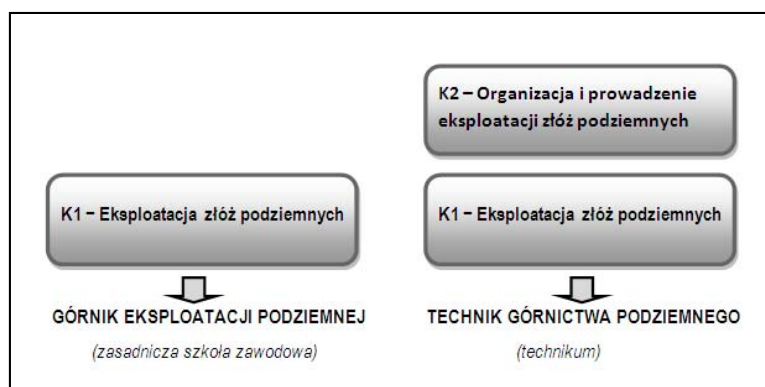 K2 – Organizacja i prowadzenie
eksploatacji złóż podziemnych
K1 – Eksploatacja złóż podziemnych
K1 – Eksploatacja złóż podziemnych
GÓRNIK EKSPLOATACJI PODZIEMNEJ
(zasadnicza szkoła zawodowa)
TECHNIK GÓRNICTWA PODZIEMNEGO
(technikum)